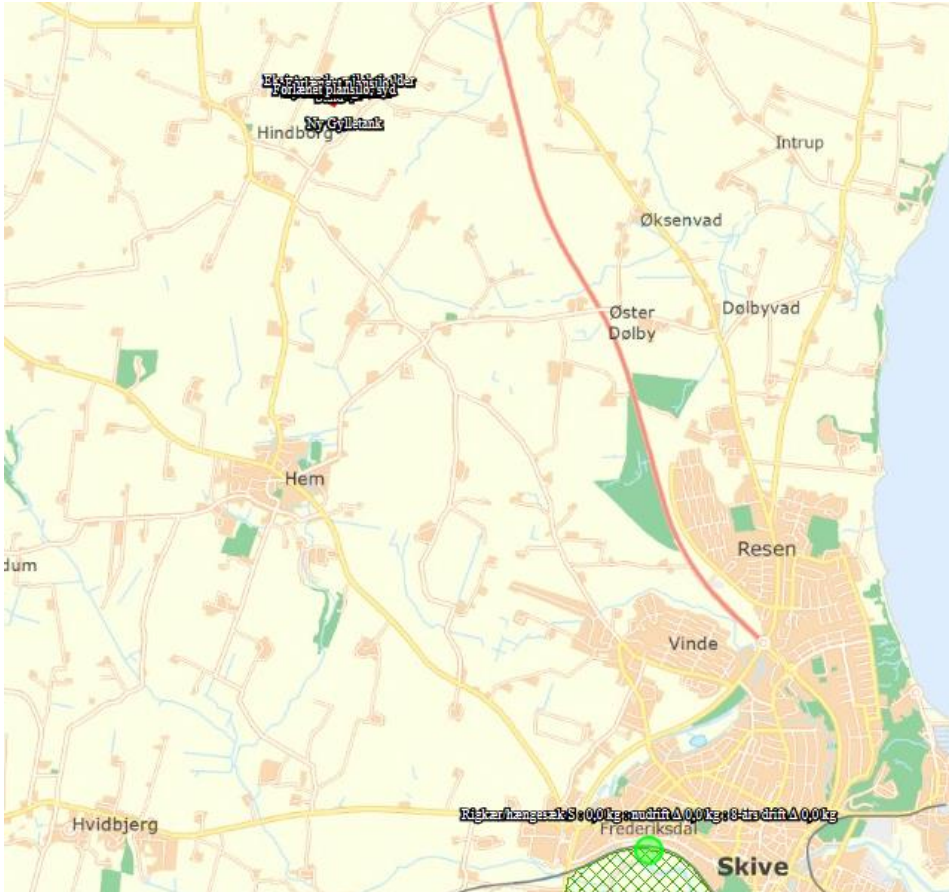 Forlænet plansilo, syd
Ny Gylletank
Hindborg
Intrup
Øksenvad
Dølbyvad
Øster
Dølby
Hem
Resen
dum
Vinde
Rigkær/hængesæk S : 0,0 kg : nudrift Δ 0,0 kg : 8-års drift Δ 0,0 kg
Hvidbjerg
Frederiksdal
Skive